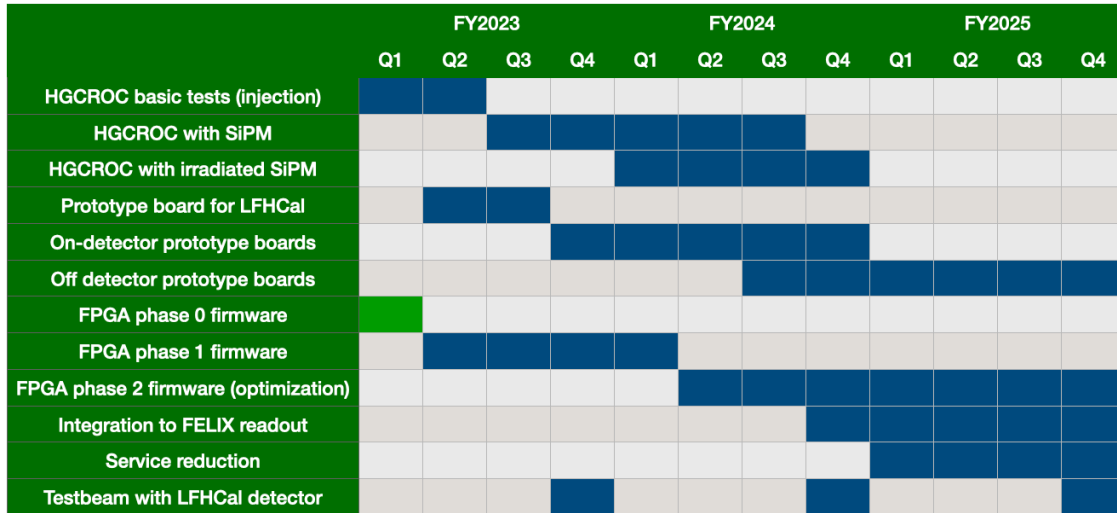 FY2023 FY2024 FY2025
Q1 Q2 Q3 Q4 Q1 Q2 Q3 Q4 Q1 Q2 Q3 Q4
HGCROC basic tests (injection)
HGCROC with SiPM
HGCROC with irradiated SiPM
Prototype board for LFHCal
On-detector prototype boards
Off detector prototype boards
FPGA phase 0 firmware
FPGA phase 1 firmware
FPGA phase 2 firmware (optimization)
Integration to FELIX readout
Service reduction
Testbeam with LFHCal detector